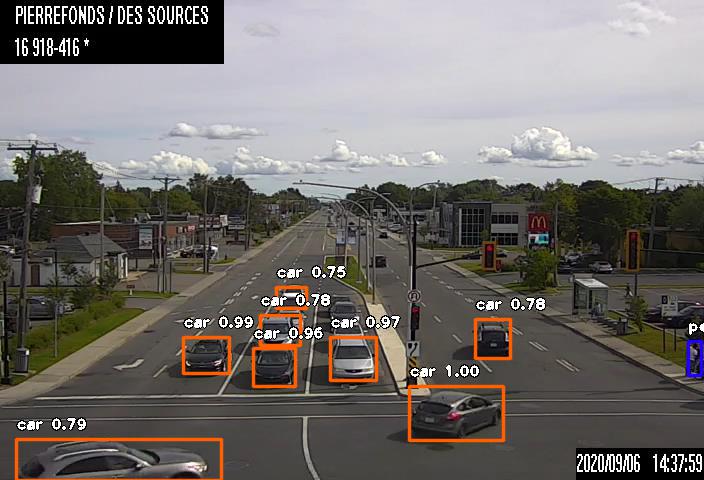 PIERREFONDS / DES SOURCES
16 918-416 *
car 0.75
car 0.78
car 0.99
car 0.96
car 0.97
car 0.78
pe
car 1.00
car 0.79
2020/09/06 14:37:59